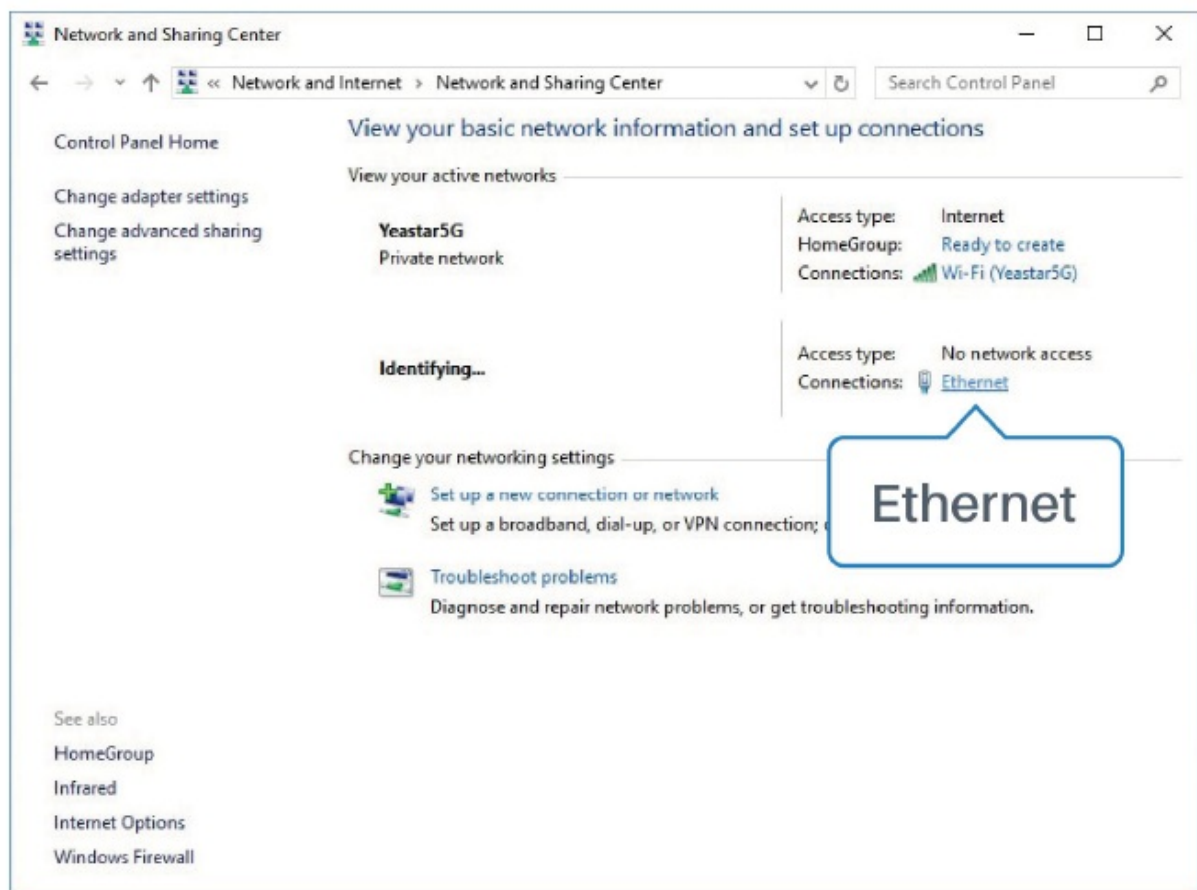 Network and Sharing Center
« Network and Internet > Network and Sharing Center
Search Control Panel
Control Panel Home
Change adapter settings
Change advanced sharing
settings
View your basic network information and set up connections
View your active networks
Yeastar5G
Private network
Access type: Internet
HomeGroup: Ready to create
Connections: Wi-Fi (Yeastar5G)
Identifying...
Access type: No network access
Connections: Ethernet
Ethernet
Change your networking settings
Set up a new connection or network
Set up a broadband, dial-up, or VPN connection;
Troubleshoot problems
Diagnose and repair network problems, or get troubleshooting information.
See also
HomeGroup
Infrared
Internet Options
Windows Firewall